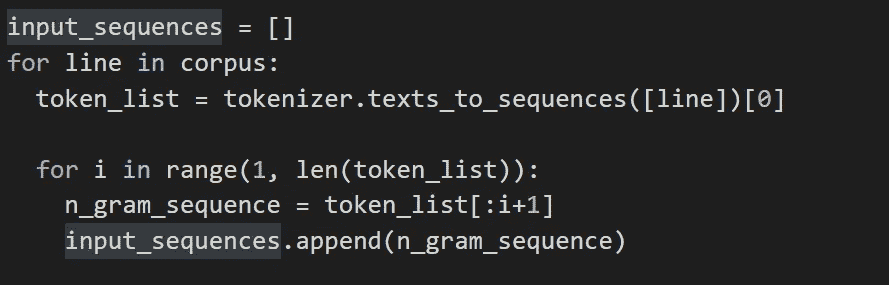 input_sequences = []
for line in corpus:
  token_list = tokenizer.texts_to_sequences([line])[0]

  for i in range(1, len(token_list)):
    n_gram_sequence = token_list[:i+1]
    input_sequences.append(n_gram_sequence)